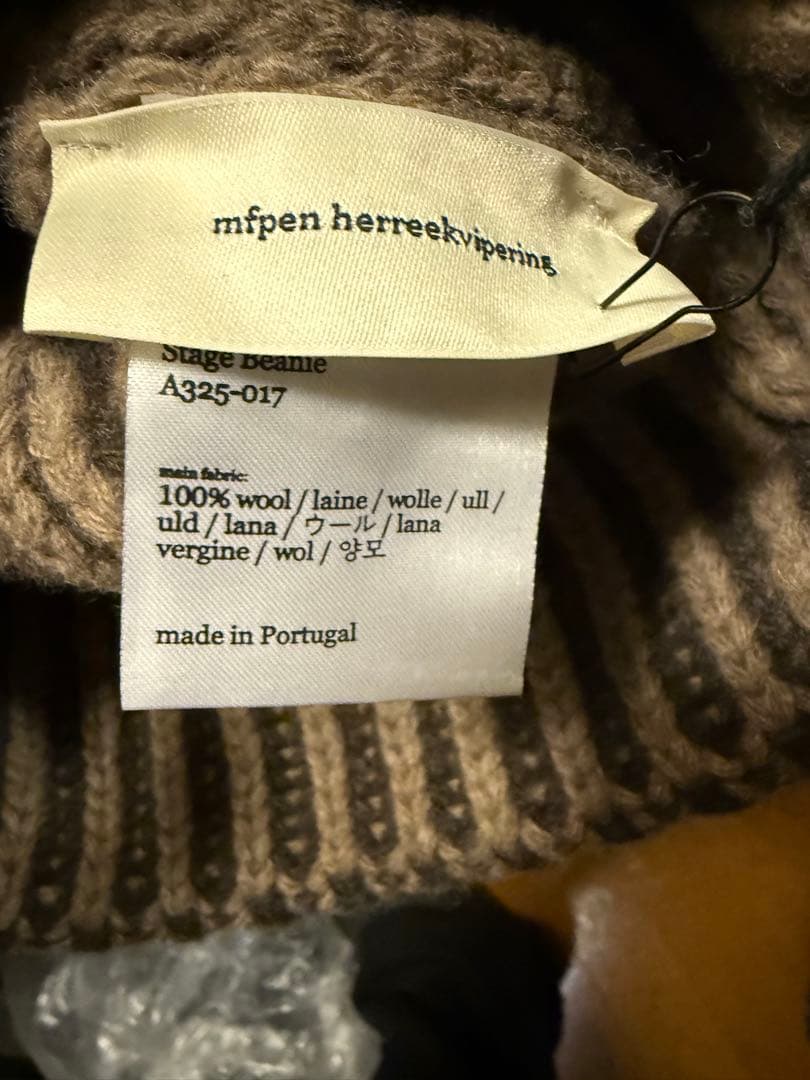 mfpen herreekvipering
Stage Beanie
A325-017
main fabric:
100% wool / laine / wolle / ull /
uld / lana / ウール / lana
vergine / wol / 양모
made in Portugal